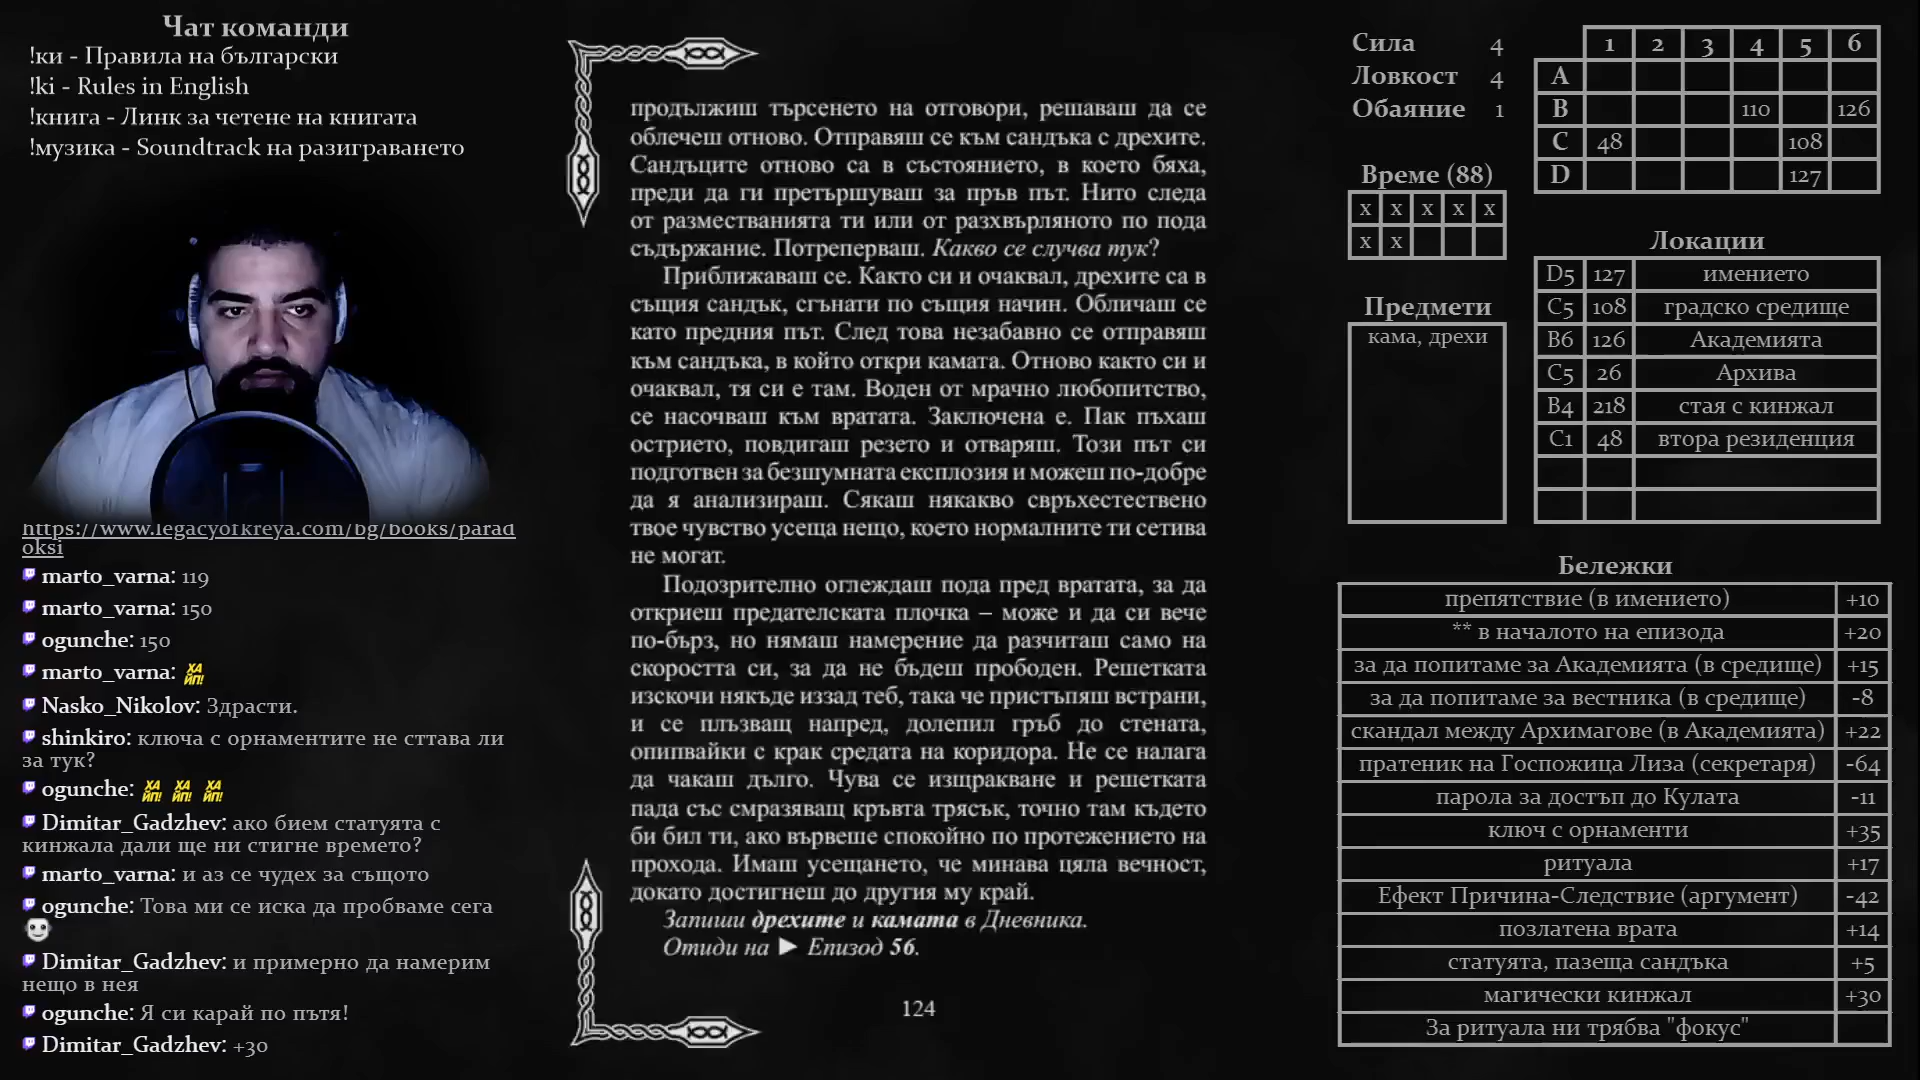 Чат команди
!ки - Правила на български
!ki - Rules in English
!книга - Линк за четене на книгата
!музика - Soundtrack на разиграването
https://www.legacyofkreya.com/bg/books/parad
oksi
marto_varna: 119
marto_varna: 150
ogunche: 150
marto_varna: ХАЙП!
Nasko_Nikolov: Здрасти.
shinkiro: ключа с орнаментите не сттава ли
за тук?
ogunche: ХАЙП! ХАЙП! ХАЙП!
Dimitar_Gadzhev: ако бием статуята с
кинжала дали ще ни стигне времето?
marto_varna: и аз се чудех за същото
ogunche: Това ми се иска да пробваме сега
Dimitar_Gadzhev: и примерно да намерим
нещо в нея
ogunche: Я си карай по пътя!
Dimitar_Gadzhev: +30
продължиш търсенето на отговори, решаваш да се
облечеш отново. Отправяш се към сандъка с дрехите.
Сандъците отново са в състоянието, в което бяха,
преди да ги претършуваш за пръв път. Нито следа
от разместванията ти или от разхвърляното по пода
съдържание. Потреперваш. Какво се случва тук?
Приближаваш се. Както си и очаквал, дрехите са в
същия сандък, сгънати по същия начин. Обличаш се
като предния път. След това незабавно се отправяш
към сандъка, в който откри камата. Отново както си и
очаквал, тя си е там. Воден от мрачно любопитство,
се насочваш към вратата. Заключена е. Пак пъхаш
острието, повдигаш резето и отваряш. Този път си
подготвен за безшумната експлозия и можеш по-добре
да я анализираш. Сякаш някакво свръхестествено
твое чувство усеща нещо, което нормалните ти сетива
не могат.
Подозрително оглеждаш пода пред вратата, за да
откриеш предателската плочка – може и да си вече
по-бърз, но нямаш намерение да разчиташ само на
скоростта си, за да не бъдеш прободен. Решетката
изскочи някъде иззад теб, така че пристъпяш встрани,
и се плъзваш напред, долепил гръб до стената,
опипвайки с крак средата на коридора. Не се налага
да чакаш дълго. Чува се изщракване и решетката
пада със смразяващ кръвта трясък, точно там където
би бил ти, ако вървеше спокойно по протежението на
прохода. Имаш усещането, че минава цяла вечност,
докато достигнеш до другия му край.
Запиши дрехите и камата в Дневника.
Отиди на ► Епизод 56.
124
Сила 4
Ловкост 4
Обаяние 1
Време (88)
x x x x x
x x
Предмети
кама, дрехи
1 2 3 4 5 6
A
B 110 126
C 48 108
D 127
Локации
D5 127 имението
C5 108 градско средище
B6 126 Академията
C5 26 Архива
B4 218 стая с кинжал
C1 48 втора резиденция
Бележки
препятствие (в имението) +10
** в началото на епизода +20
за да попитаме за Академията (в средище) +15
за да попитаме за вестника (в средище) -8
скандал между Архимагове (в Академията) +22
пратеник на Госпожица Лиза (секретаря) -64
парола за достъп до Кулата -11
ключ с орнаменти +35
ритуала +17
Ефект Причина-Следствие (аргумент) -42
позлатена врата +14
статуята, пазеща сандъка +5
магически кинжал +30
За ритуала ни трябва "фокус"